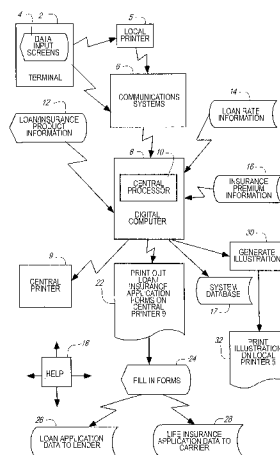 4
2
DATA
INPUT
SCREENS
TERMINAL
5
LOCAL
PRINTER
6
COMMUNICATIONS
SYSTEMS
12
LOAN/INSURANCE
PRODUCT
INFORMATION
14
LOAN RATE
INFORMATION
8
10
CENTRAL
PROCESSOR
DIGITAL
COMPUTER
16
INSURANCE
PREMIUM
INFORMATION
30
GENERATE
ILLUSTRATION
9
CENTRAL
PRINTER
22
PRINT OUT
LOAN/
INSURANCE
APPLICATION
FORMS ON
CENTRAL
PRINTER 9
SYSTEM
DATABASE
17
32
PRINT
ILLUSTRATION
ON LOCAL
PRINTER 5
18
HELP
24
FILL IN FORMS
26
LOAN APPLICATION
DATA TO LENDER
28
LIFE INSURANCE
APPLICATION DATA TO
CARRIER